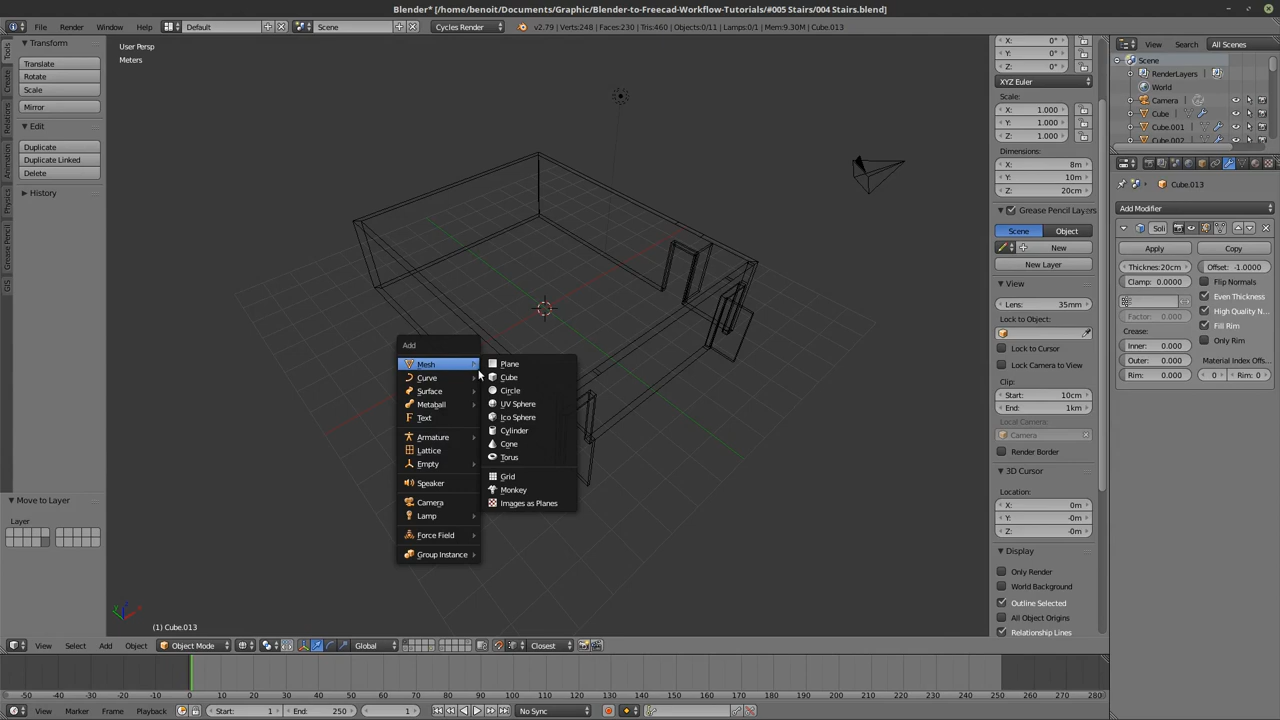 Blender* [/home/benoit/Documents/Graphic/Blender-to-Freecad-Workflow-Tutorials/#005 Stairs/004 Stairs.blend]
File Render Window Help Default Scene Cycles Render v2.79 | Verts:248 | Faces:230 | Tris:460 | Objects:0/11 | Lamps:0/1 | Mem:9.30M | Cube.013
Tools
Create
Relations
Animation
Physics
Grease Pencil
GIS
Transform
Translate
Rotate
Scale
Mirror
Edit
Duplicate
Duplicate Linked
Delete
History
Move to Layer
Layer
User Persp
Meters
Add
Mesh
Curve
Surface
Metaball
Text
Armature
Lattice
Empty
Speaker
Camera
Lamp
Force Field
Group Instance
Plane
Cube
Circle
UV Sphere
Ico Sphere
Cylinder
Cone
Torus
Grid
Monkey
Images as Planes
(1) Cube.013
X: 0°
Y: 0°
Z: 0°
XYZ Euler
Scale:
X: 1.000
Y: 1.000
Z: 1.000
Dimensions:
X: 8m
Y: 10m
Z: 20cm
Grease Pencil Layers
Scene Object
New
New Layer
View
Lens: 35mm
Lock to Object:
Lock to Cursor
Lock Camera to View
Clip:
Start: 10cm
End: 1km
Local Camera:
Camera
Render Border
3D Cursor
Location:
X: 0m
Y: -0m
Z: -0m
Display
Only Render
World Background
Outline Selected
All Object Origins
Relationship Lines
View Search All Scenes
Scene
RenderLayers
World
Camera
Cube
Cube.001
Cube.002
Cube.013
Add Modifier
Soli
Apply Copy
Thicknes:20cm Offset: -1.0000
Clamp: 0.0000 Flip Normals
Even Thickness
High Quality N...
Factor: 0.000 Fill Rim
Crease: Only Rim
Inner: 0.000 Material Index Offs...
Outer: 0.000 0 Rim: 0
Rim: 0.000
View Select Add Object Object Mode Global Closest
-50 -40 -30 -20 -10 0 10 20 30 40 50 60 70 80 90 100 110 120 130 140 150 160 170 180 190 200 210 220 230 240 250 260 270 280
View Marker Frame Playback Start: 1 End: 250 1 No Sync